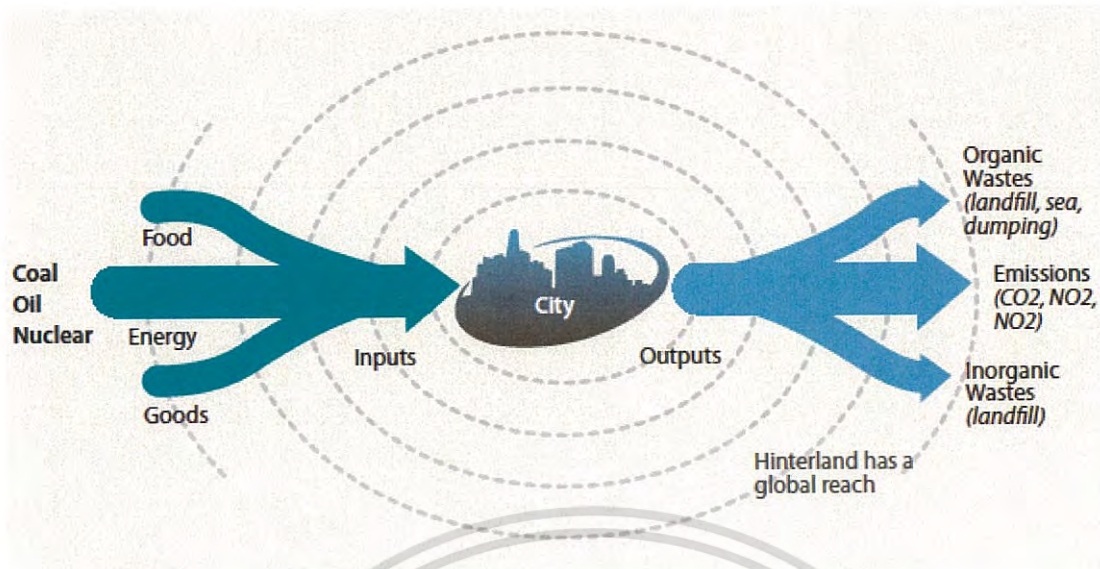 Food
Coal
Oil
Nuclear
Energy
Goods
Inputs
City
Outputs
Organic
Wastes
(landfill, sea,
dumping)
Emissions
(CO2, NO2,
NO2)
Inorganic
Wastes
(landfill)
Hinterland has a
global reach